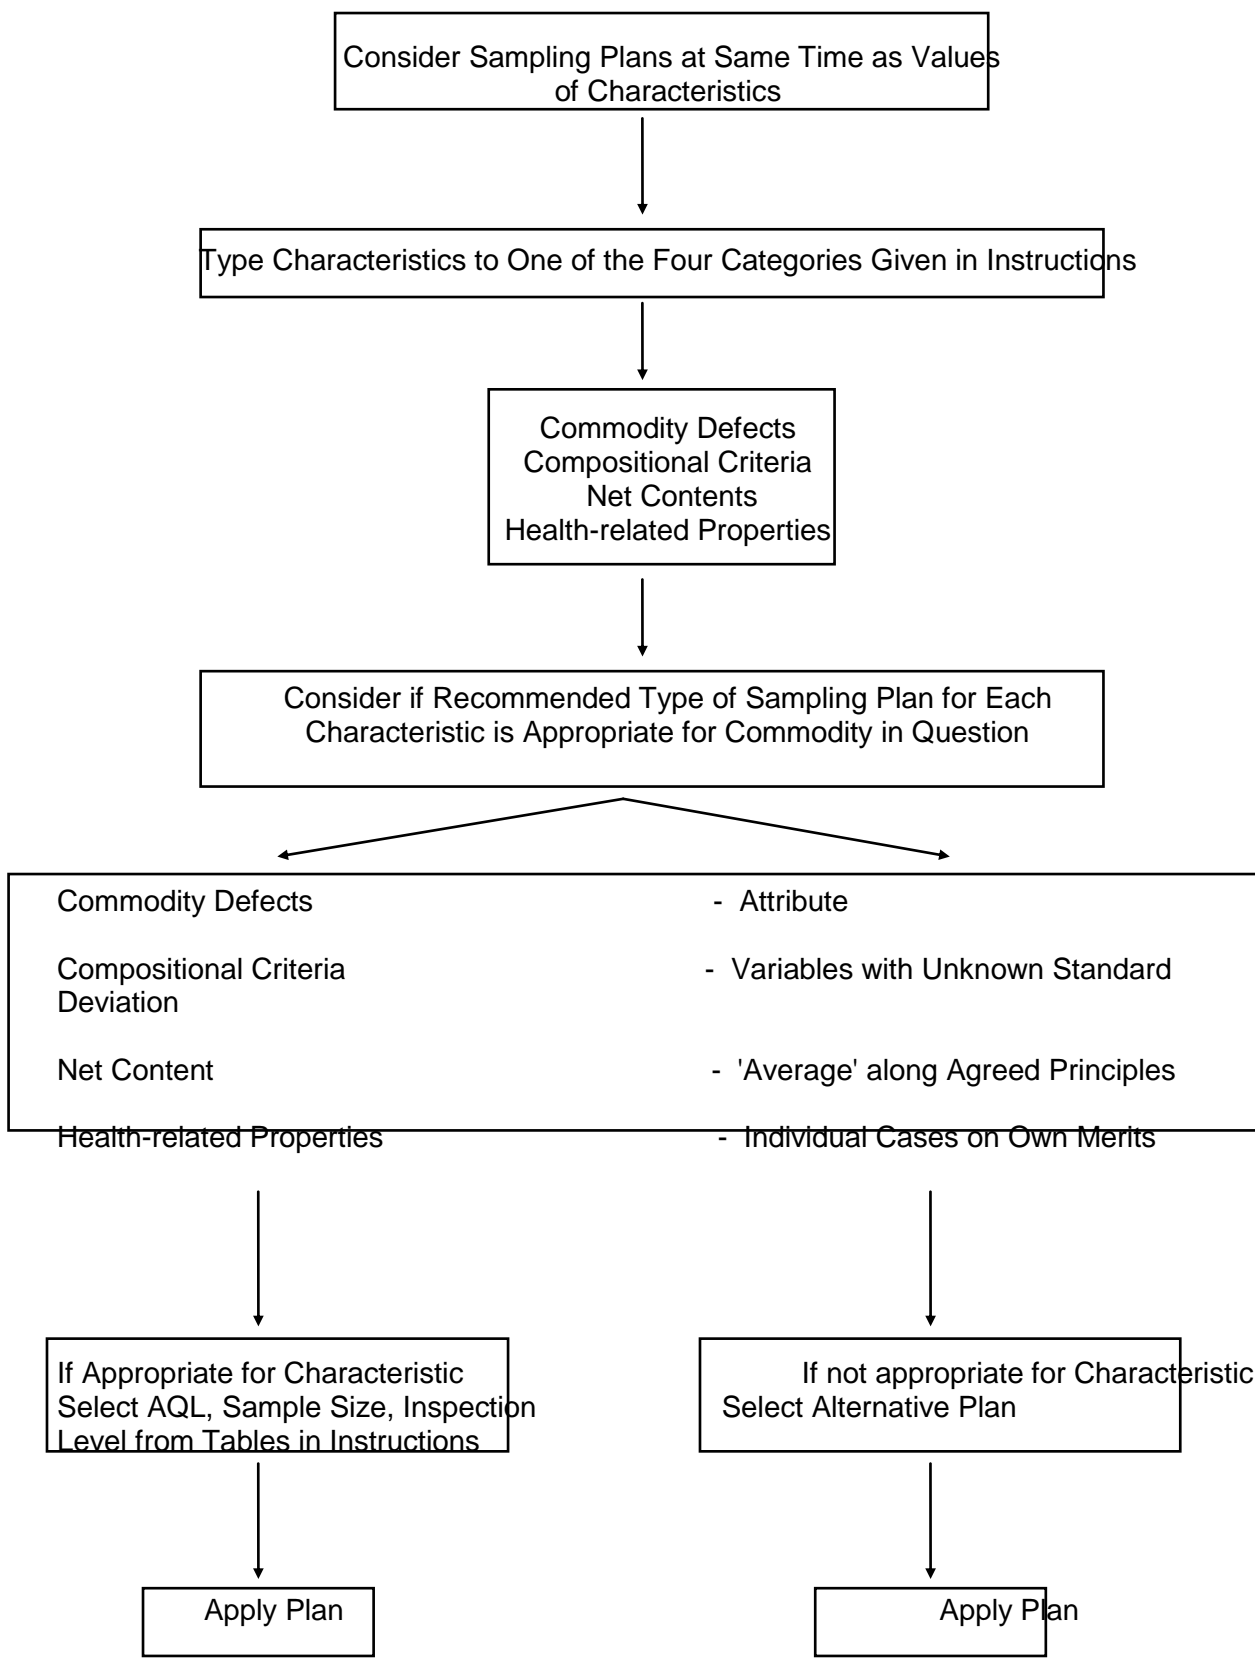 Consider Sampling Plans at Same Time as Values
of Characteristics
Type Characteristics to One of the Four Categories Given in Instructions
Commodity Defects
Compositional Criteria
Net Contents
Health-related Properties
Consider if Recommended Type of Sampling Plan for Each
Characteristic is Appropriate for Commodity in Question
Commodity Defects - Attribute
Compositional Criteria - Variables with Unknown Standard
Deviation
Net Content - 'Average' along Agreed Principles
Health-related Properties - Individual Cases on Own Merits
If Appropriate for Characteristic
Select AQL, Sample Size, Inspection
Level from Tables in Instructions
If not appropriate for Characteristic
Select Alternative Plan
Apply Plan
Apply Plan